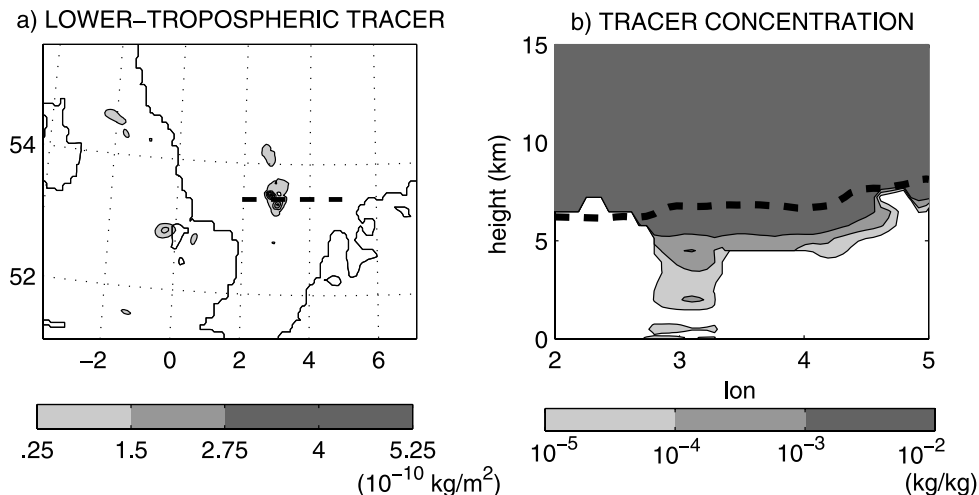 a) LOWER−TROPOSPHERIC TRACER
54
52
−2 0 2 4 6
.25 1.5 2.75 4 5.25
(10⁻¹⁰ kg/m²)
b) TRACER CONCENTRATION
15
10
5
0
height (km)
2 3 4 5
lon
10⁻⁵ 10⁻⁴ 10⁻³ 10⁻²
(kg/kg)